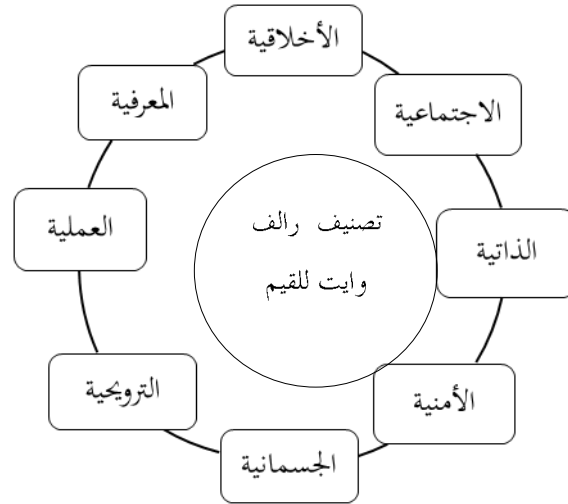 الأخلاقية
الاجتماعية
المعرفية
الذاتية
العملية
تصنيف رالف
وايت للقيم
الأمنية
الترويحية
الجسمانية